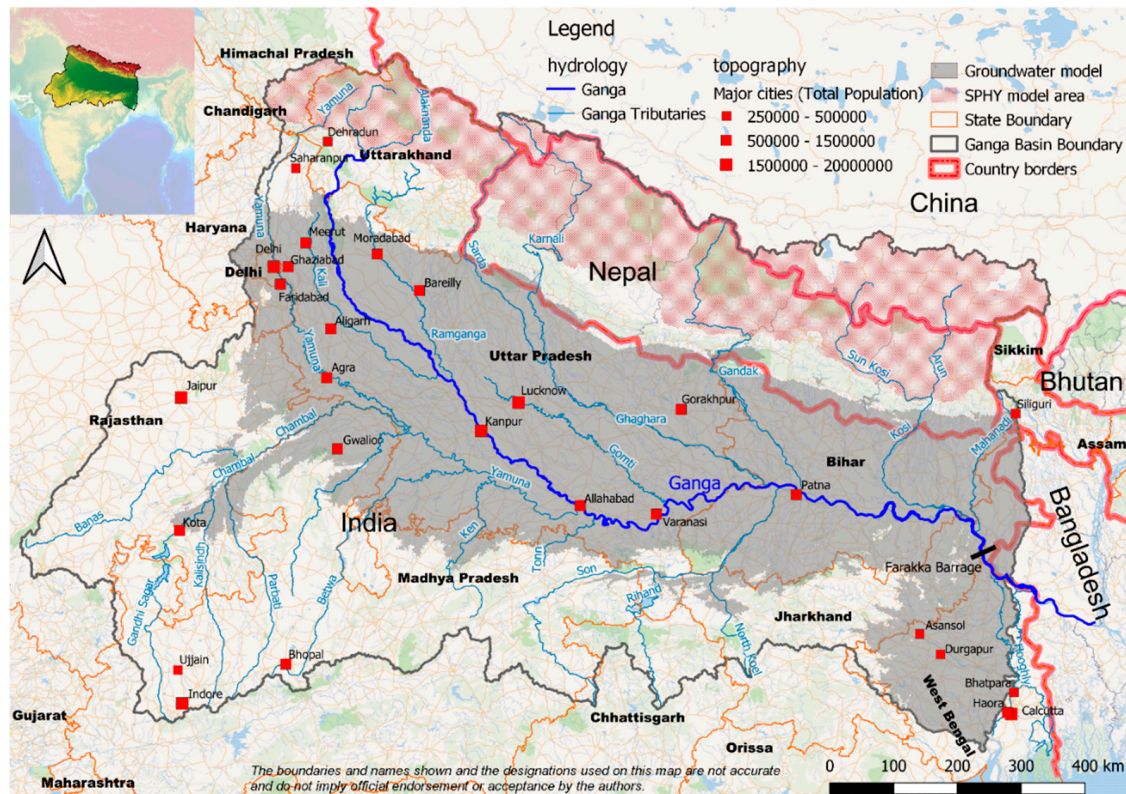 Legend
hydrology
Ganga
Ganga Tributaries
topography
Major cities (Total Population)
250000 - 500000
500000 - 1500000
1500000 - 20000000
Groundwater model
SPHY model area
State Boundary
Ganga Basin Boundary
Country borders
Himachal Pradesh
Chandigarh
Yamuna
Alaknanda
Dehradun
Uttarakhand
Saharanpur
China
Haryana
Yamuna
Meerut
Moradabad
Sarda
Karnali
Nepal
Delhi
Ghaziabad
Delhi
Kali
Faridabad
Bareilly
Aligarh
Ramganga
Yamuna
Uttar Pradesh
Sun Kosi
Arun
Sikkim
Bhutan
Agra
Gandak
Jaipur
Lucknow
Gorakhpur
Siliguri
Rajasthan
Chambal
Kanpur
Ghaghara
Kosi
Mahanadi
Assam
Gwalior
Chambal
Gomti
Bihar
Yamuna
Ganga
Patna
Banas
Kota
India
Allahabad
Varanasi
Bangladesh
Ken
Tonn
Farakka Barrage
Gandhi Sagar
Kalisindh
Parbati
Betwa
Madhya Pradesh
Son
Rihand
North Koel
Jharkhand
Asansol
Durgapur
Hooghly
Ujjain
Bhopal
Indore
Bhatpara
Haora
Calcutta
West Bengal
Gujarat
Chhattisgarh
Orissa
Maharashtra
The boundaries and names shown and the designations used on this map are not accurate
and do not imply official endorsement or acceptance by the authors.
0 100 200 300 400 km